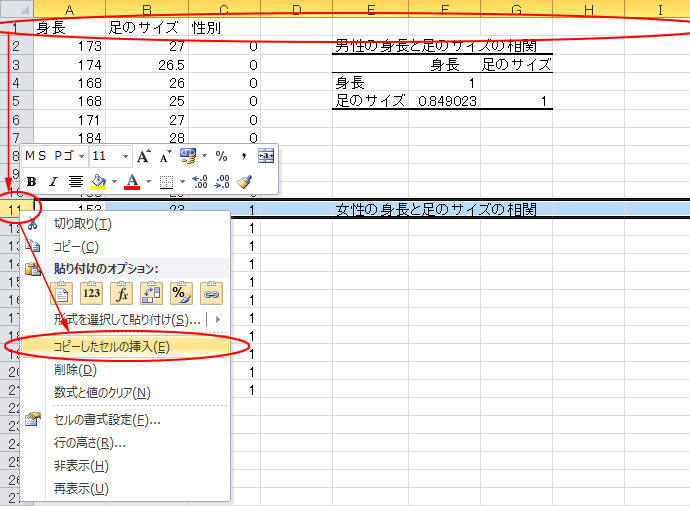 A B C D E F G H I
1 身長 足のサイズ 性別
2 173 27 0 男性の身長と足のサイズの相関
3 174 26.5 0 身長 足のサイズ
4 168 26 0 身長 1
5 168 25 0 足のサイズ 0.849023 1
6 171 27 0
7 184 28 0
8 ＭＳ Ｐゴ 11 % ,
9 B I A
10
11 153 23 1 女性の身長と足のサイズの相関
12 切り取り(T) 1
13 コピー(C) 1
14 貼り付けのオプション: 1
15 123 fx % 1
16 1
17 形式を選択して貼り付け(S)... 1
18 コピーしたセルの挿入(E) 1
19 1
20 削除(D) 1
21 数式と値のクリア(N) 1
22 セルの書式設定(F)...
23 行の高さ(R)...
24 非表示(H)
25 再表示(U)
26
27